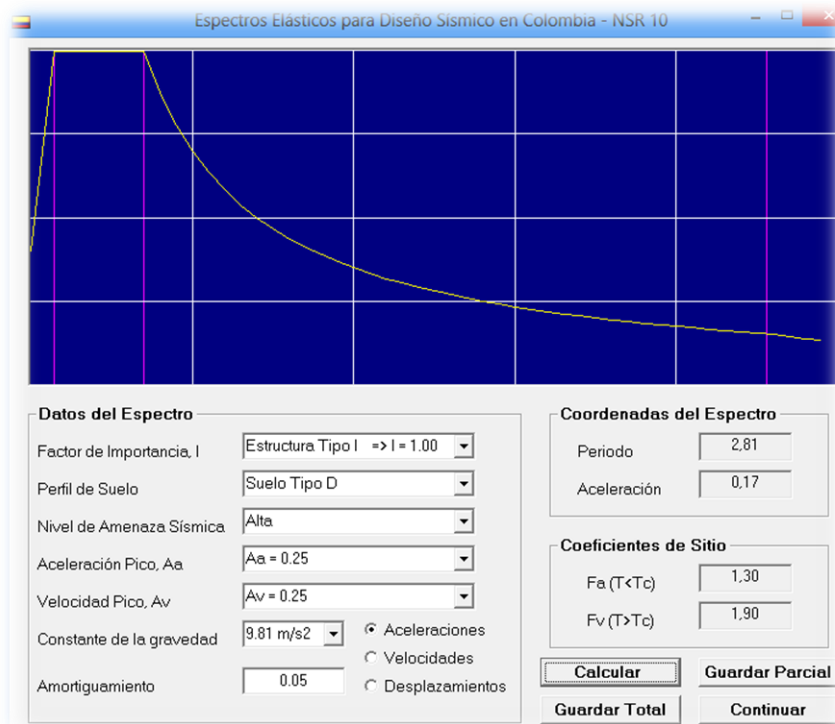 Espectros Elásticos para Diseño Sísmico en Colombia - NSR 10
Datos del Espectro
Factor de Importancia, I
Estructura Tipo I => I = 1.00
Perfil de Suelo
Suelo Tipo D
Nivel de Amenaza Sísmica
Alta
Aceleración Pico, Aa
Aa = 0.25
Velocidad Pico, Av
Av = 0.25
Constante de la gravedad
9.81 m/s2
Aceleraciones
Velocidades
Desplazamientos
Amortiguamiento
0.05
Coordenadas del Espectro
Periodo
2,81
Aceleración
0,17
Coeficientes de Sitio
Fa (T<Tc)
1,30
Fv (T>Tc)
1,90
Calcular
Guardar Parcial
Guardar Total
Continuar